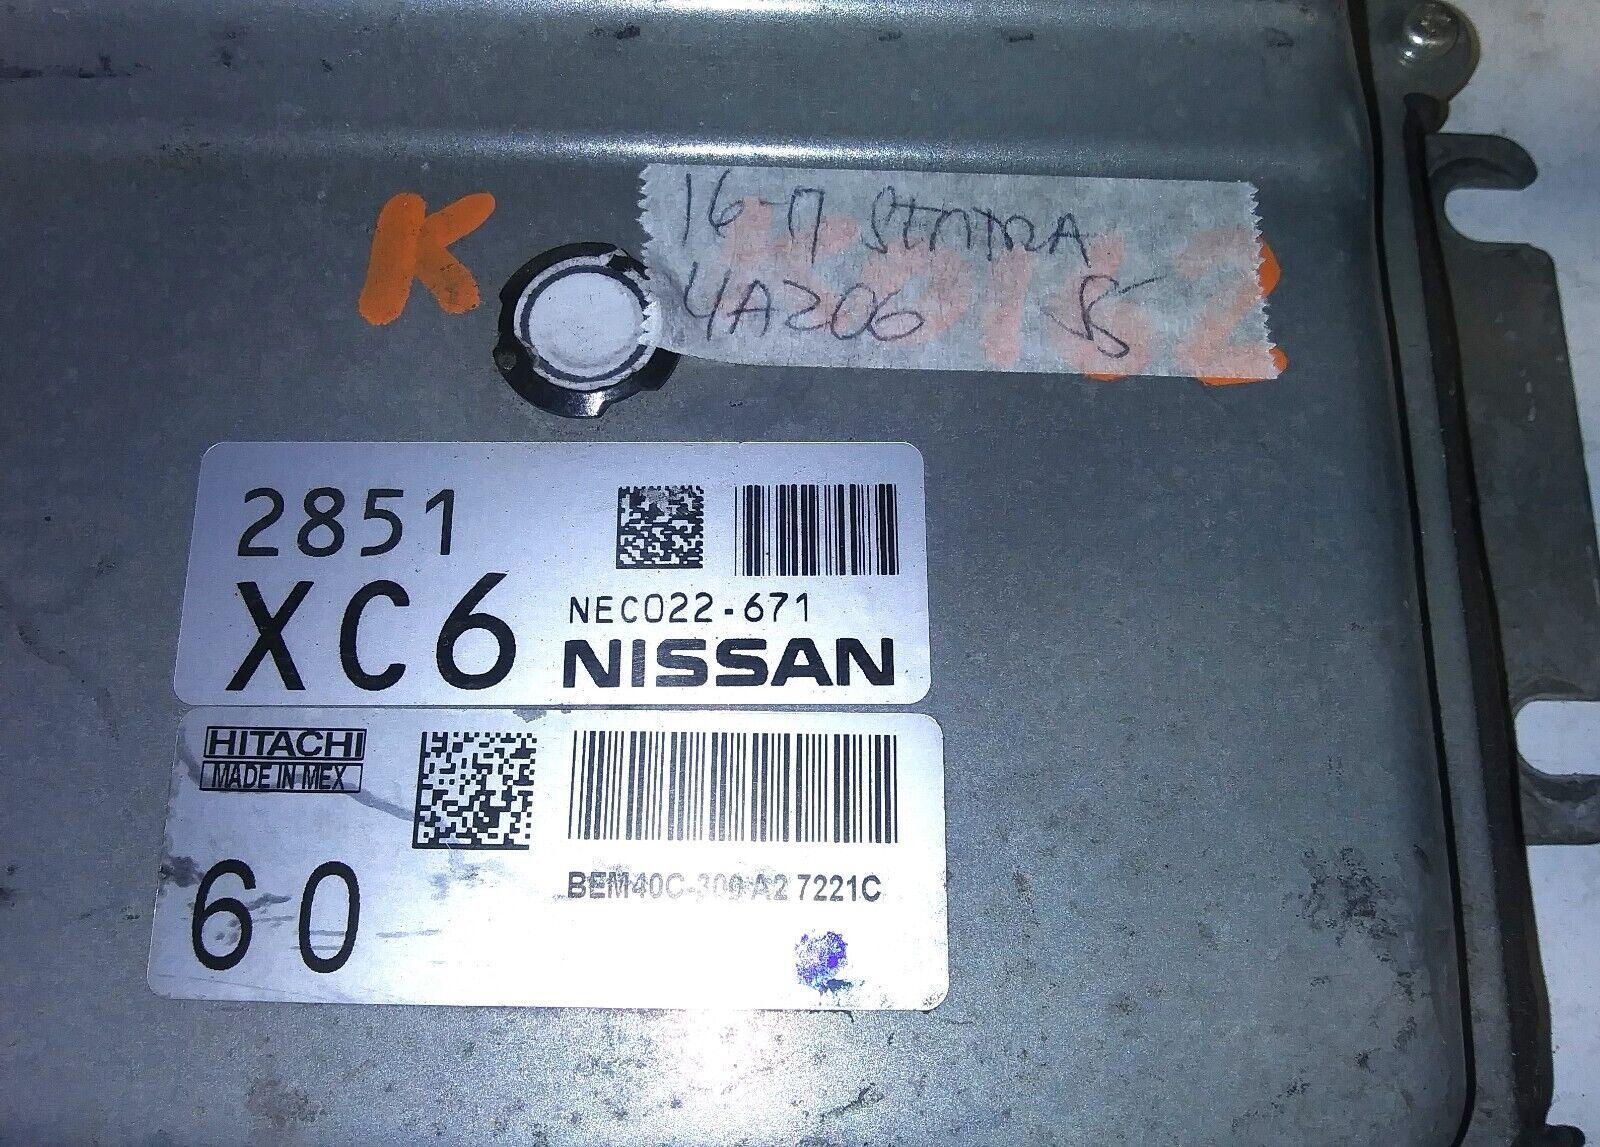 K
16-17 SENTRA
4A206
2851
XC6
NEC022-671
NISSAN
HITACHI
MADE IN MEX
BEM40C-300 A2 7221C
60